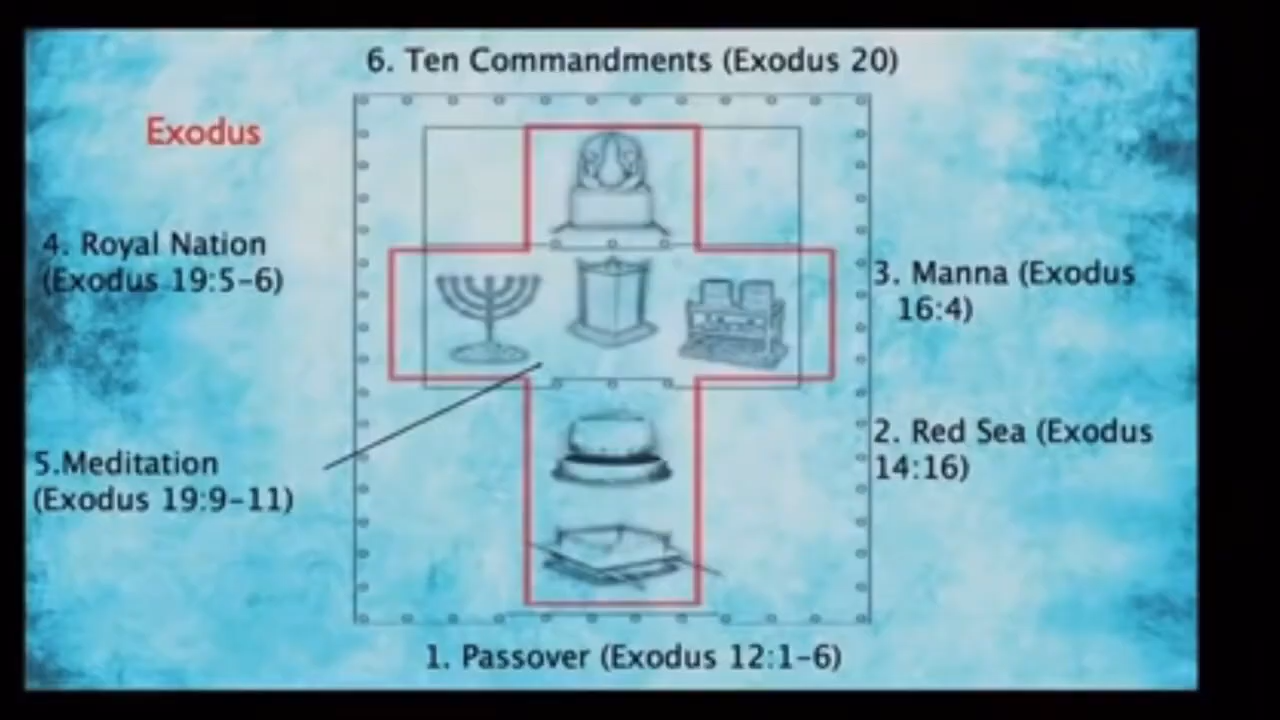 6. Ten Commandments (Exodus 20)
Exodus
4. Royal Nation
(Exodus 19:5-6)
3. Manna (Exodus
16:4)
2. Red Sea (Exodus
14:16)
5.Meditation
(Exodus 19:9-11)
1. Passover (Exodus 12:1-6)